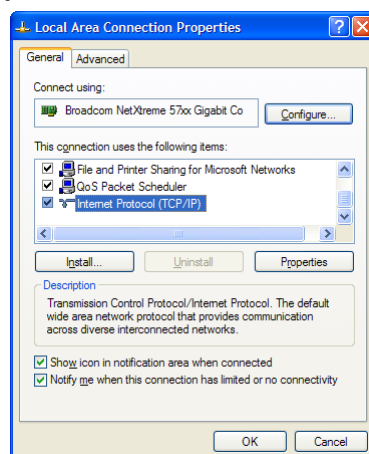 Local Area Connection Properties
General Advanced
Connect using:
Broadcom NetXtreme 57xx Gigabit Co Configure...
This connection uses the following items:
File and Printer Sharing for Microsoft Networks
QoS Packet Scheduler
Internet Protocol (TCP/IP)
Install... Uninstall Properties
Description
Transmission Control Protocol/Internet Protocol. The default
wide area network protocol that provides communication
across diverse interconnected networks.
Show icon in notification area when connected
Notify me when this connection has limited or no connectivity
OK Cancel